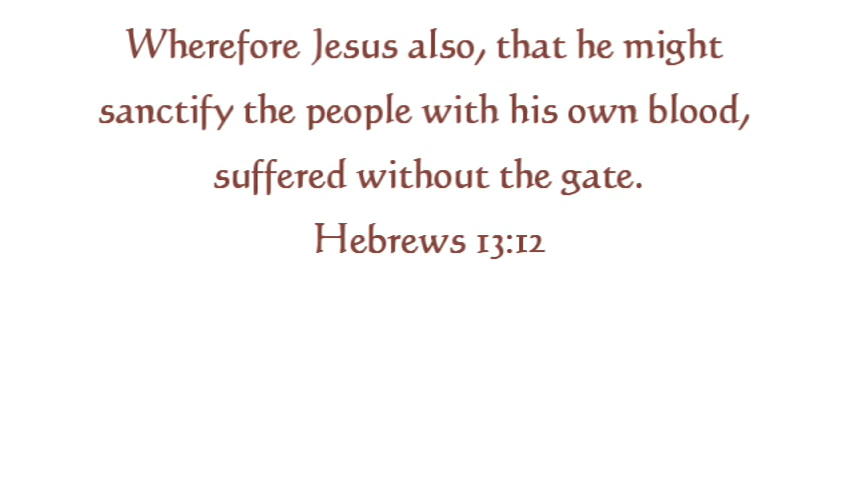 Wherefore Jesus also, that he might
sanctify the people with his own blood,
suffered without the gate.
Hebrews 13:12